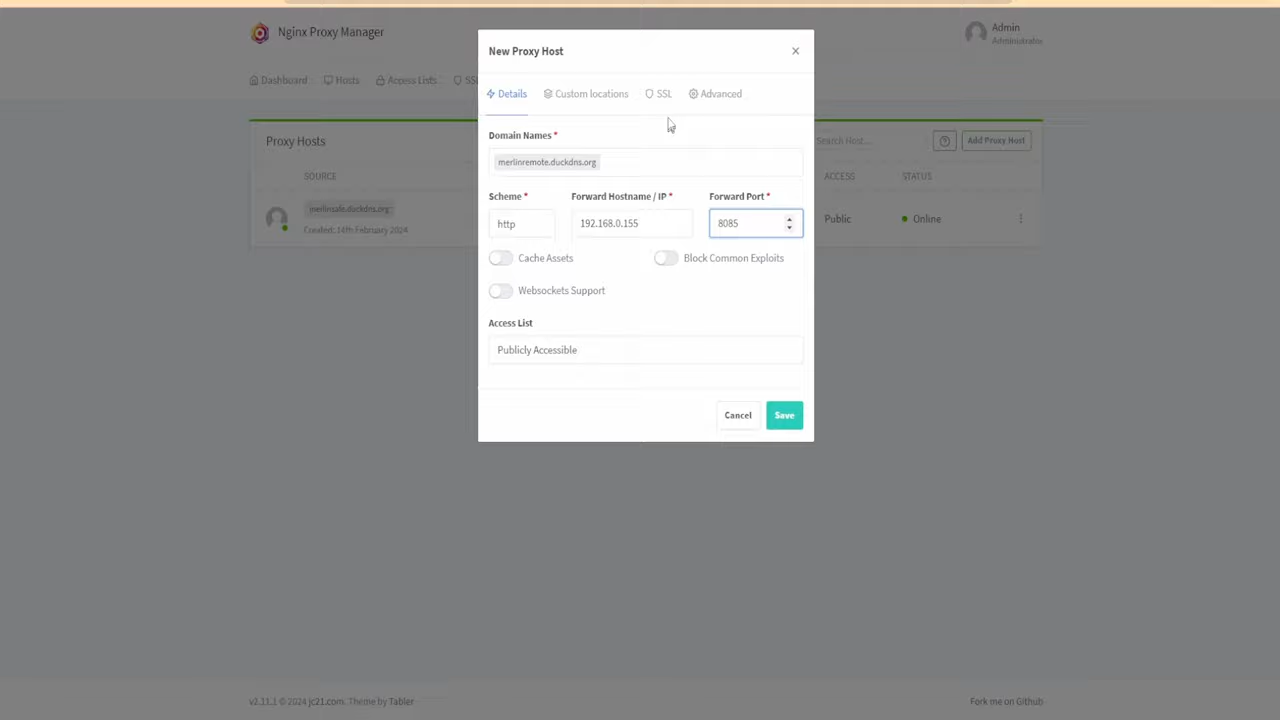 Nginx Proxy Manager
Admin
Administrator
Dashboard
Hosts
Access Lists
New Proxy Host
Details
Custom locations
SSL
Advanced
Proxy Hosts
Search Host...
Add Proxy Host
SOURCE
ACCESS
STATUS
merlinsafe.duckdns.org
Created: 14th February 2024
Public
Online
Domain Names *
merlinremote.duckdns.org
Scheme *
Forward Hostname / IP *
Forward Port *
http
192.168.0.155
8085
Cache Assets
Block Common Exploits
Websockets Support
Access List
Publicly Accessible
Cancel
Save
v2.11.1 © 2024 jc21.com. Theme by Tabler
Fork me on Github